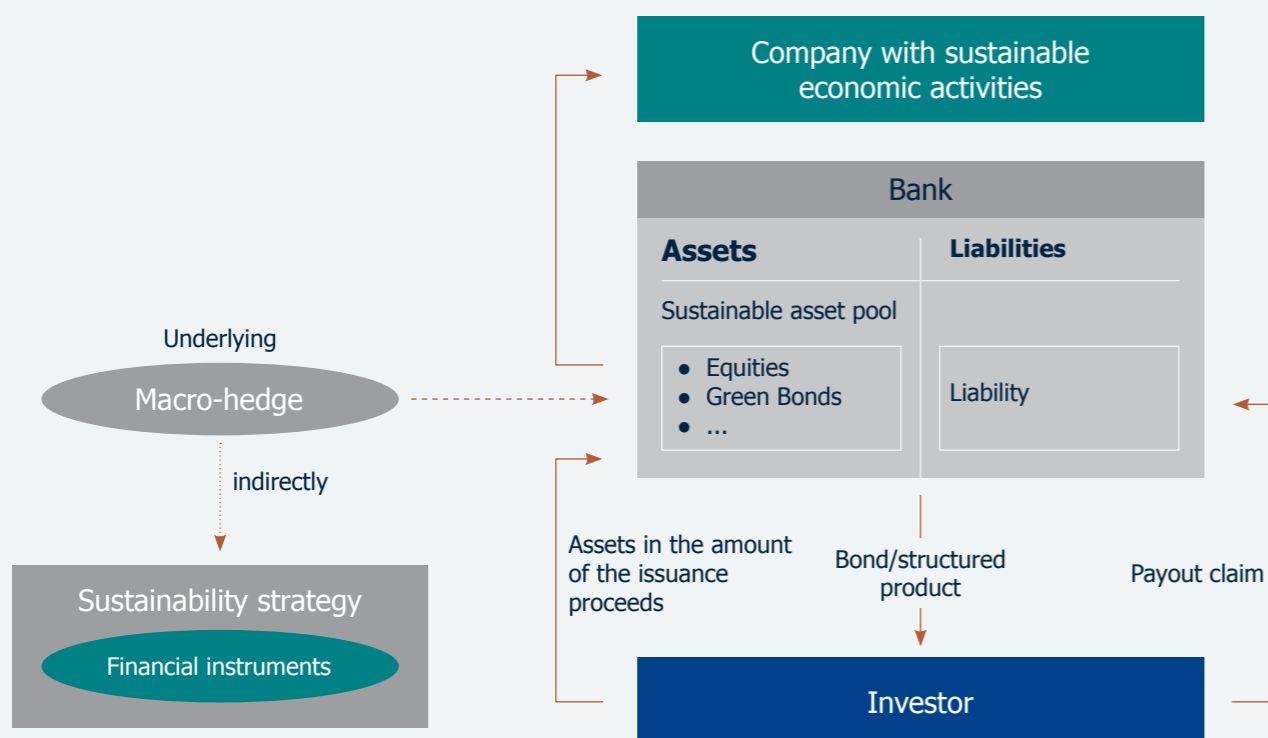 Company with sustainable
economic activities
Bank
Assets
Liabilities
Sustainable asset pool
● Equities
● Green Bonds
● ...
Liability
Underlying
Macro-hedge
indirectly
Sustainability strategy
Financial instruments
Assets in the amount
of the issuance
proceeds
Bond/structured
product
Payout claim
Investor